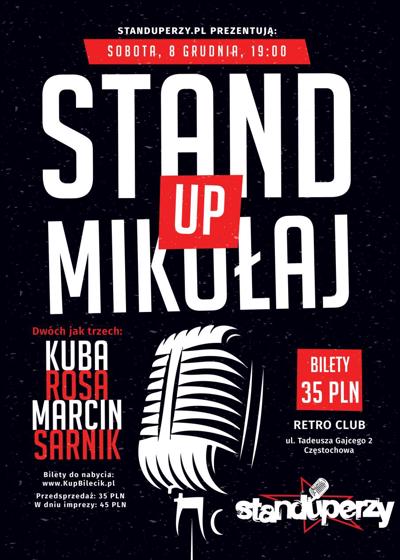 STANDUPERZY.PL PREZENTUJĄ:
SOBOTA, 8 GRUDNIA, 19:00
STAND
UP
MIKOŁAJ
Dwóch jak trzech:
KUBA
ROSA
MARCIN
SARNIK
Bilety do nabycia:
www.KupBilecik.pl
Przedsprzedaż: 35 PLN
W dniu imprezy: 45 PLN
BILETY
35 PLN
RETRO CLUB
ul. Tadeusza Gajcego 2
Częstochowa
standuperzy